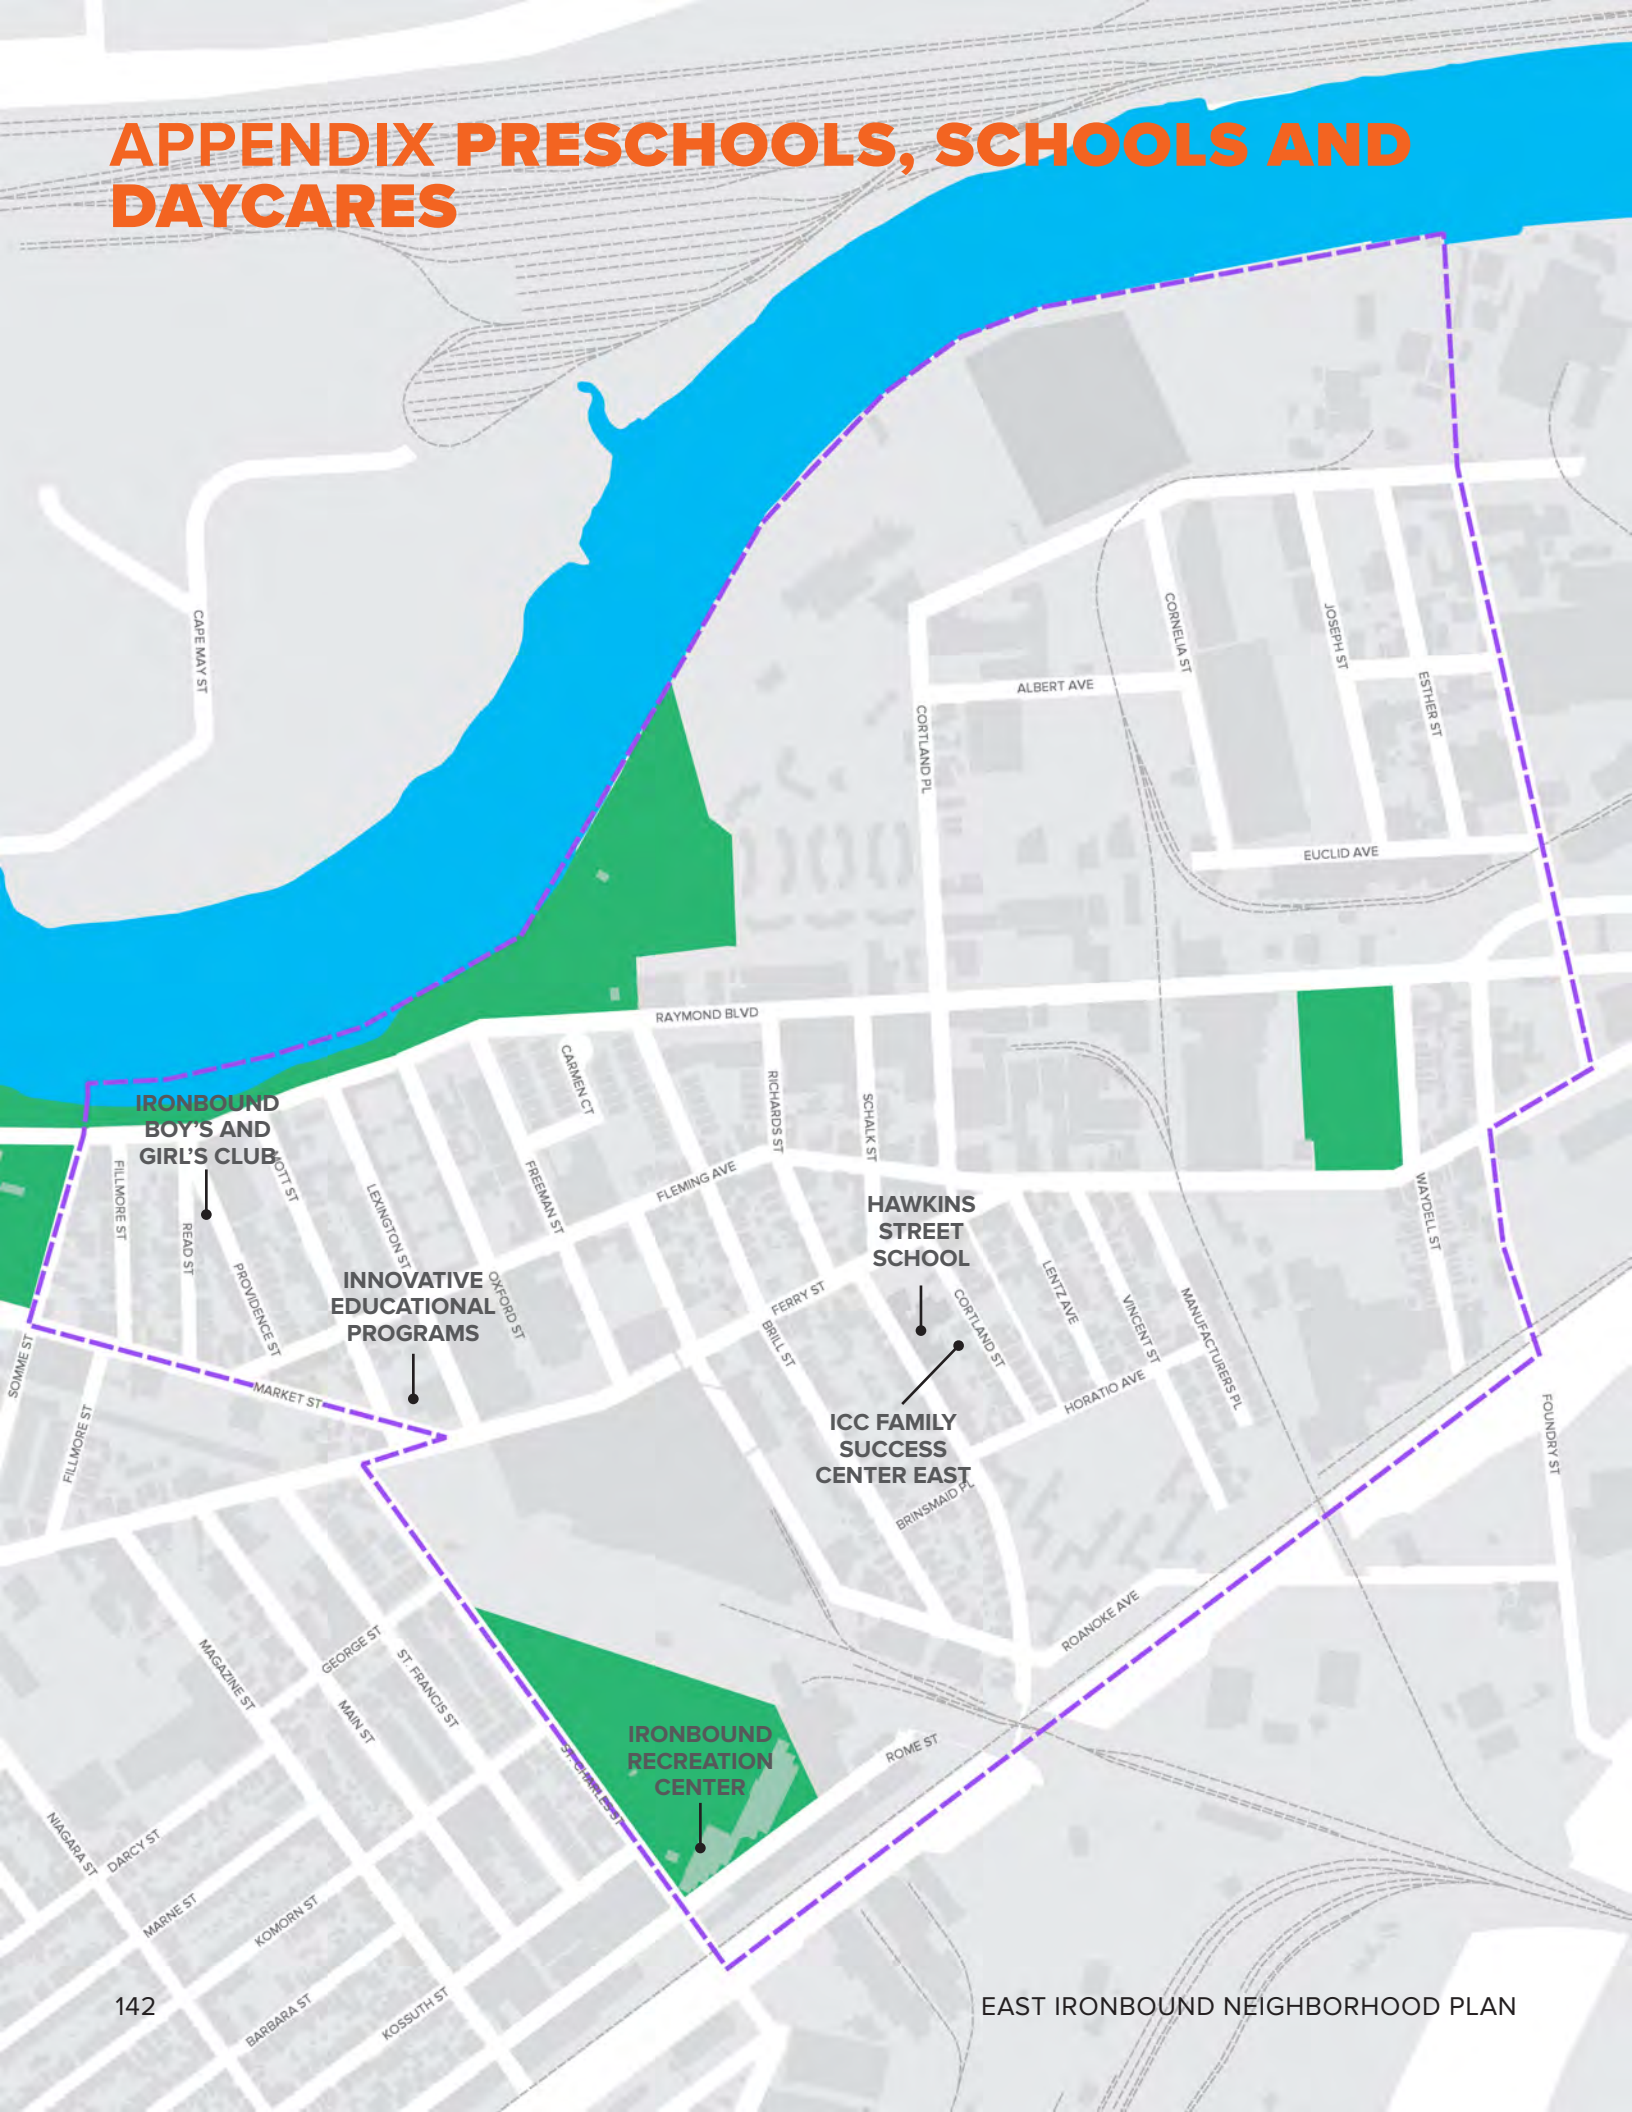 APPENDIX PRESCHOOLS, SCHOOLS AND
DAYCARES
CAPE MAY ST
CORNELIA ST
JOSEPH ST
ESTHER ST
ALBERT AVE
CORTLAND PL
EUCLID AVE
RAYMOND BLVD
CARMEN CT
RICHARDS ST
SCHALK ST
IRONBOUND
BOY'S AND
GIRL'S CLUB
MOTT ST
FILLMORE ST
READ ST
PROVIDENCE ST
LEXINGTON ST
FREEMAN ST
FLEMING AVE
OXFORD ST
INNOVATIVE
EDUCATIONAL
PROGRAMS
HAWKINS
STREET
SCHOOL
WAYDELL ST
FERRY ST
BRILL ST
CORTLAND ST
LENTZ AVE
VINCENT ST
MANUFACTURERS PL
HORATIO AVE
SOMME ST
MARKET ST
FILLMORE ST
ICC FAMILY
SUCCESS
CENTER EAST
BRINSMAID PL
FOUNDRY ST
ROANOKE AVE
GEORGE ST
MAGAZINE ST
ST. FRANCIS ST
MAIN ST
ST. CHARLES ST
IRONBOUND
RECREATION
CENTER
ROME ST
NIAGARA ST
DARCY ST
MARNE ST
KOMORN ST
BARBARA ST
KOSSUTH ST
142
EAST IRONBOUND NEIGHBORHOOD PLAN